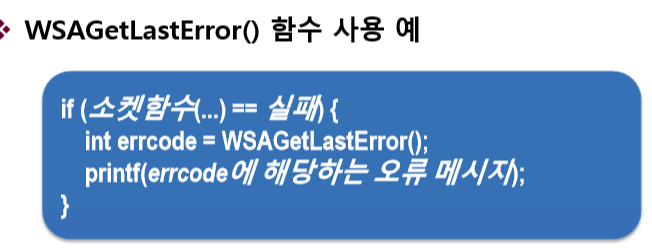 ❖ WSAGetLastError() 함수 사용 예
if (소켓함수(...) == 실패) {
int errcode = WSAGetLastError();
printf(errcode에 해당하는 오류 메시지);
}